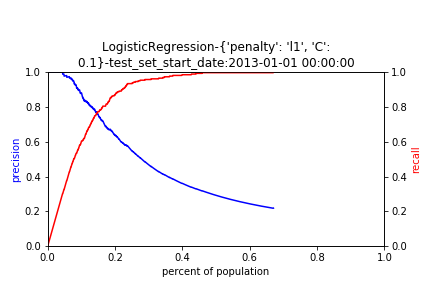 LogisticRegression-{'penalty': 'l1', 'C':
0.1}-test_set_start_date:2013-01-01 00:00:00
1.0
0.8
0.6
0.4
0.2
0.0
precision
1.0
0.8
0.6
0.4
0.2
0.0
recall
0.0 0.2 0.4 0.6 0.8 1.0
percent of population